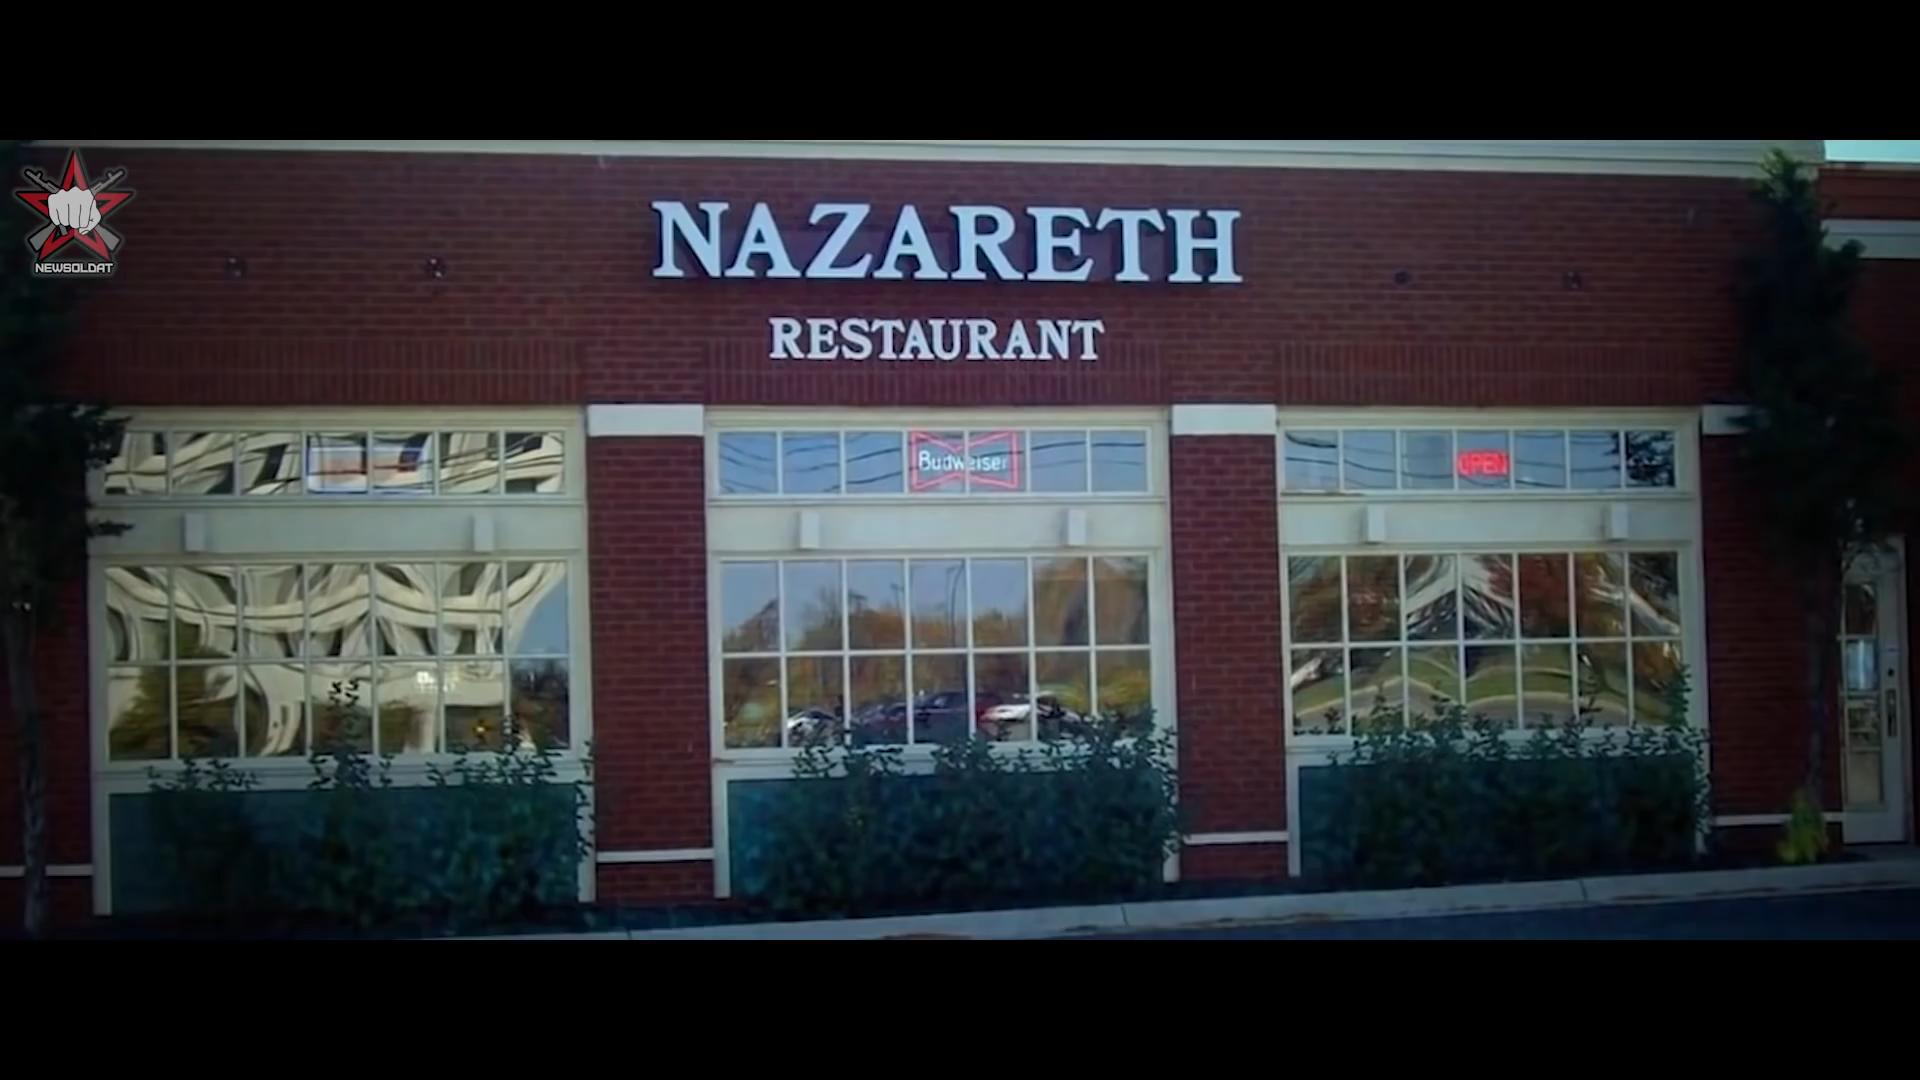 NEWSOLDAT
NAZARETH
RESTAURANT
Budweiser
OPEN